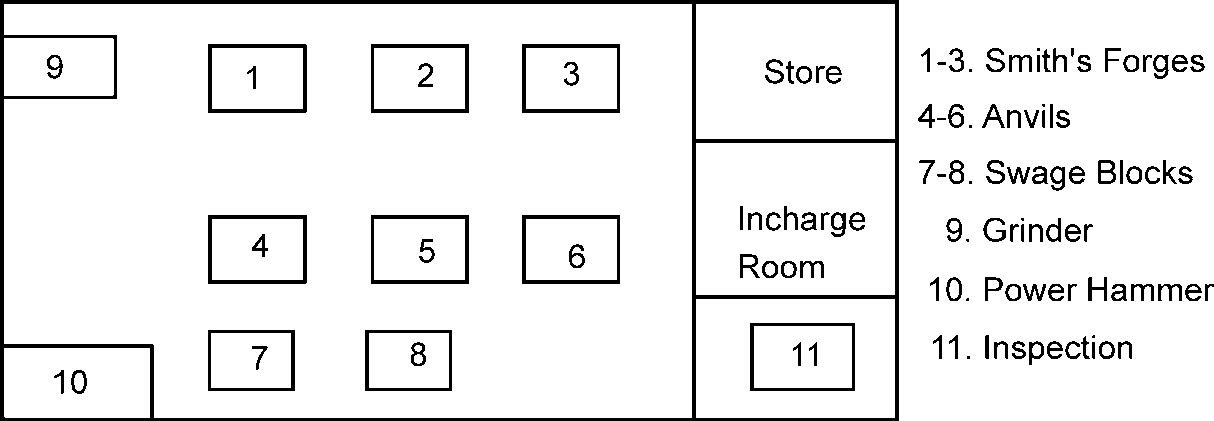 9
1
2
3
Store
4
5
6
Incharge
Room
7
8
11
10
1-3. Smith's Forges
4-6. Anvils
7-8. Swage Blocks
9. Grinder
10. Power Hammer
11. Inspection